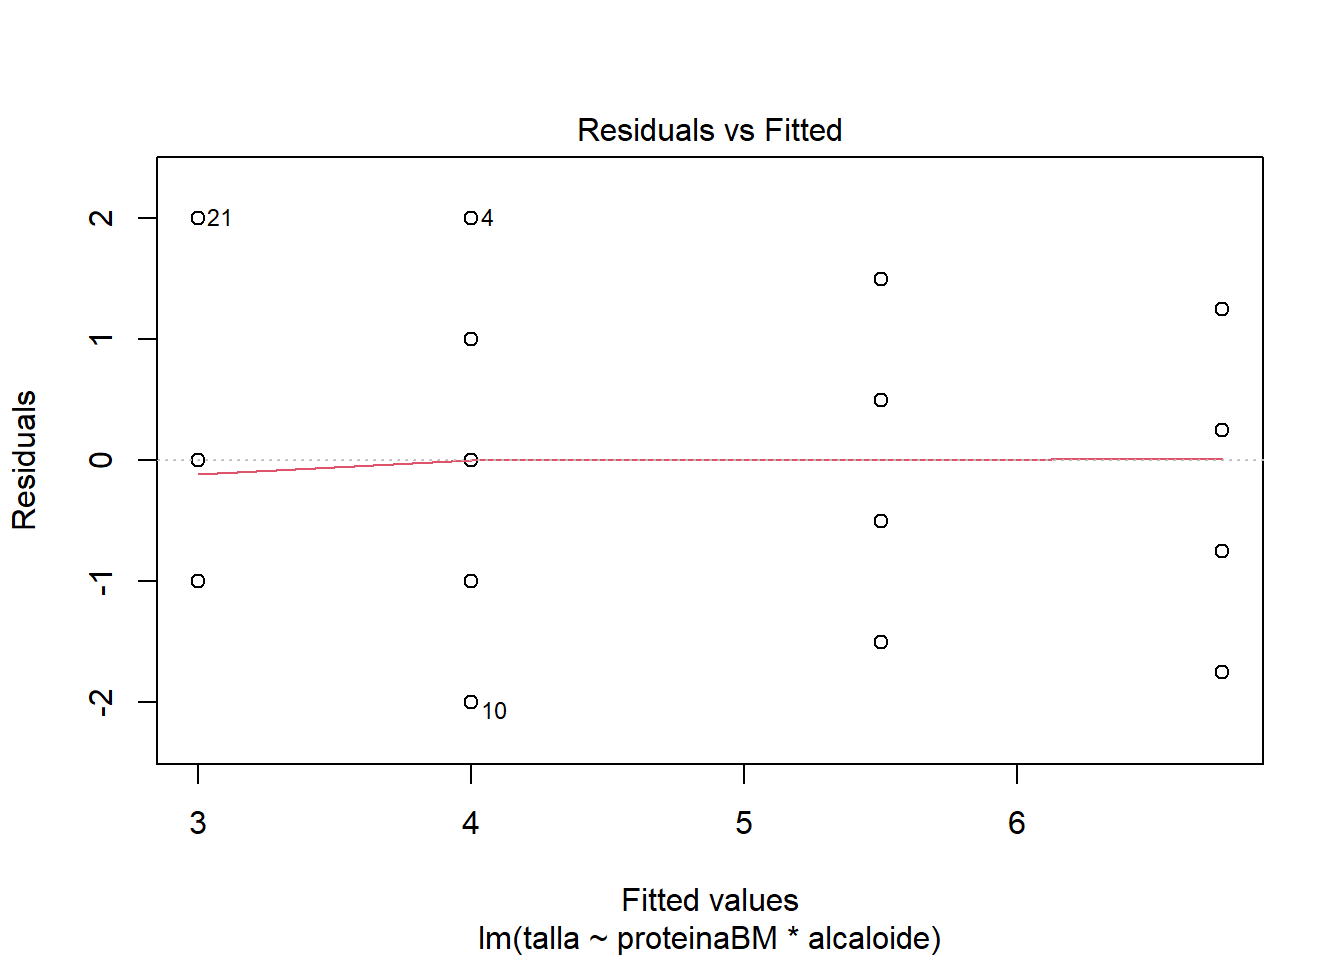 Residuals vs Fitted
21
4
10
Residuals
2
1
0
-1
-2
3 4 5 6
Fitted values
lm(talla ~ proteinaBM * alcaloide)